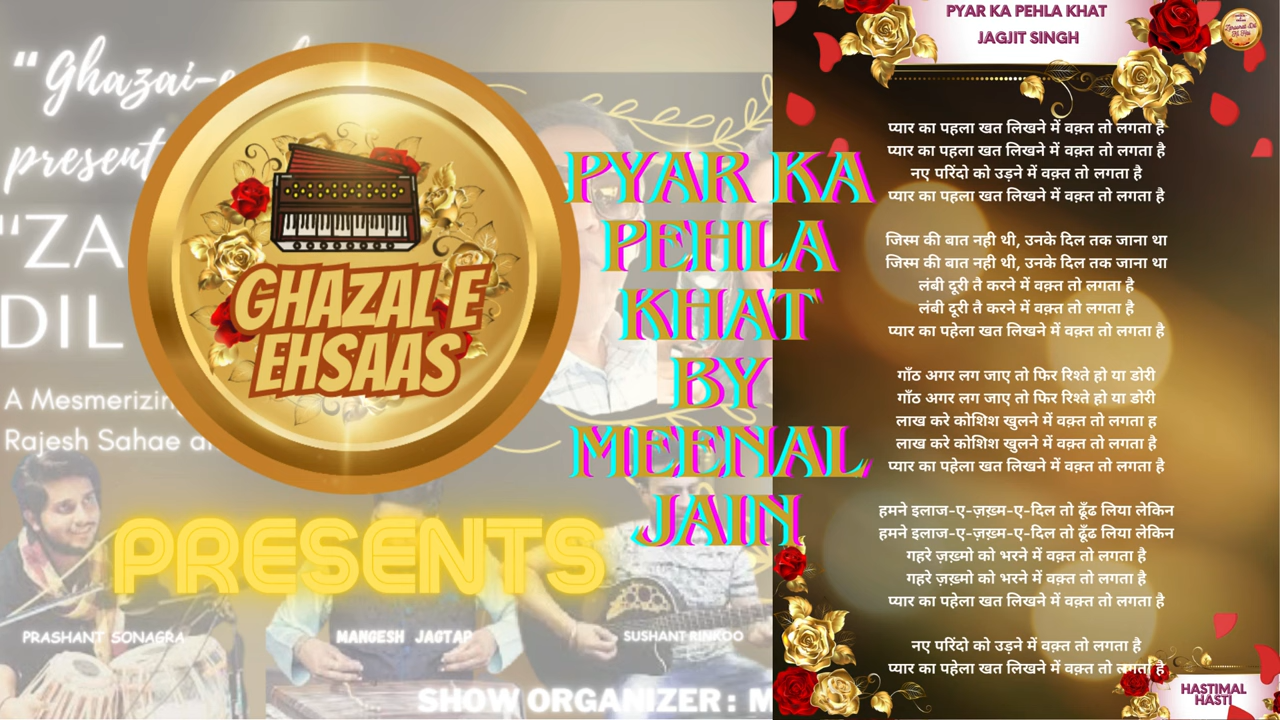 "Ghazal-e
present
"ZA
DIL
A Mesmerizin
Rajesh Sahae a
GHAZAL E
EHSAAS
PRESENTS
PRASHANT SONAGRA
MANGESH JAGTAP
SUSHANT RINKOO
SHOW ORGANIZER: M
PYAR KA
PEHLA
KHAT
BY
MEENAL
JAIN
PYAR KA PEHLA KHAT
JAGJIT SINGH
प्यार का पहला खत लिखने में वक़्त तो लगता है
प्यार का पहला खत लिखने में वक़्त तो लगता है
नए परिंदो को उड़ने में वक़्त तो लगता है
प्यार का पहला खत लिखने में वक़्त तो लगता है
जिस्म की बात नही थी, उनके दिल तक जाना था
जिस्म की बात नही थी, उनके दिल तक जाना था
लंबी दूरी तै करने में वक़्त तो लगता है
लंबी दूरी तै करने में वक़्त तो लगता है
प्यार का पहेला खत लिखने में वक़्त तो लगता है
गाँठ अगर लग जाए तो फिर रिश्ते हो या डोरी
गाँठ अगर लग जाए तो फिर रिश्ते हो या डोरी
लाख करे कोशिश खुलने में वक़्त तो लगता ह
लाख करे कोशिश खुलने में वक़्त तो लगता है
प्यार का पहेला खत लिखने में वक़्त तो लगता है
हमने इलाज-ए-ज़ख़्म-ए-दिल तो ढूँढ लिया लेकिन
हमने इलाज-ए-ज़ख़्म-ए-दिल तो ढूँढ लिया लेकिन
गहरे ज़ख़्मो को भरने में वक़्त तो लगता है
गहरे ज़ख़्मो को भरने में वक़्त तो लगता है
प्यार का पहेला खत लिखने में वक़्त तो लगता है
नए परिंदो को उड़ने में वक़्त तो लगता है
प्यार का पहेला खत लिखने में वक़्त तो लगता है
HASTIMAL
HASTI